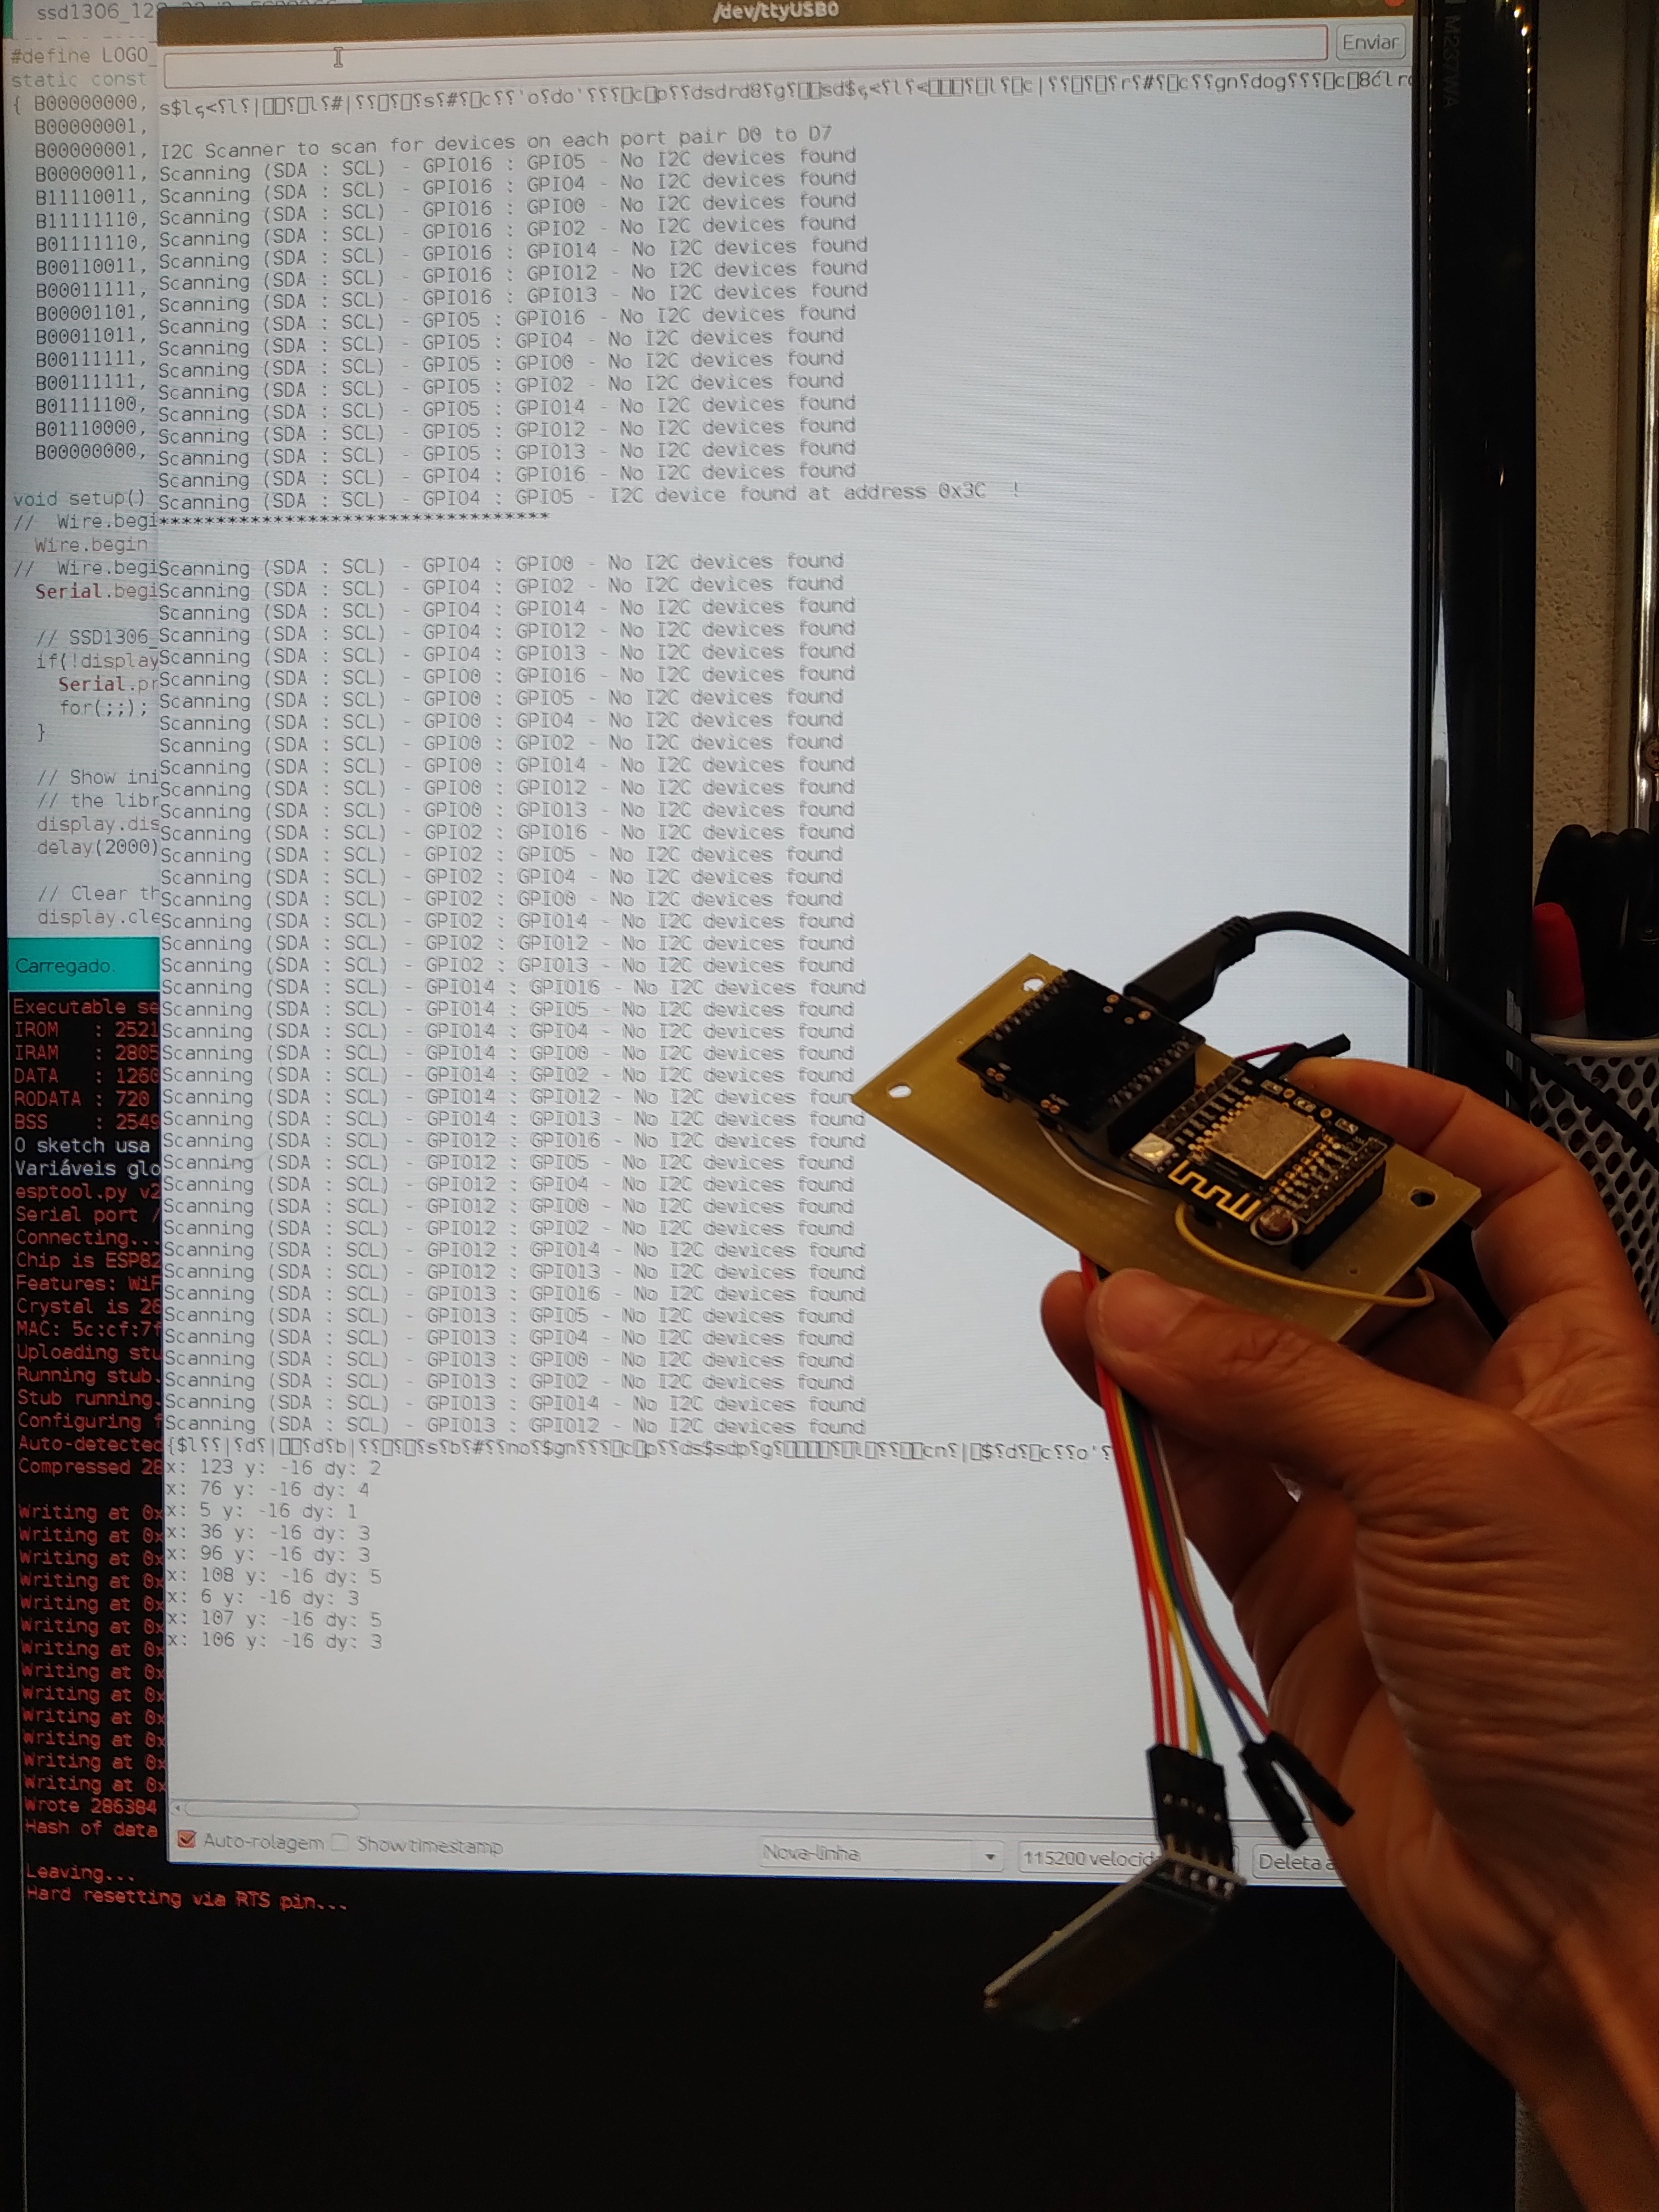 ssd1306_12
/dev/ttyUSB0
Enviar
#define LOGO_
static const
{ B00000000,
B00000001,
B00000001,
B00000011,
B11110011,
B11111110,
B01111110,
B00110011,
B00011111,
B00001101,
B00011011,
B00111111,
B00111111,
B01111100,
B01110000,
B00000000,
void setup()
// Wire.begi
Wire.begin
// Wire.begi
Serial.begi
// SSD1306_
if(!display
Serial.pr
for(;;);
}
// Show ini
// the libr
display.dis
delay(2000)
// Clear th
display.cle
Carregado.
Executable se
IROM : 2521
IRAM : 2805
DATA : 1260
RODATA : 720
BSS : 2549
O sketch usa
Variáveis glo
esptool.py v2
Serial port /
Connecting...
Chip is ESP82
Features: WiF
Crystal is 26
MAC: 5c:cf:7f
Uploading stu
Running stub.
Stub running.
Configuring f
Auto-detected
Compressed 28
Writing at 0x
Writing at 0x
Writing at 0x
Writing at 0x
Writing at 0x
Writing at 0x
Writing at 0x
Writing at 0x
Writing at 0x
Writing at 0x
Writing at 0x
Writing at 0x
Writing at 0x
Wrote 286384
Hash of data
Leaving...
Hard resetting via RTS pin...
I2C Scanner to scan for devices on each port pair D0 to D7
Scanning (SDA : SCL) - GPIO16 : GPIO5 - No I2C devices found
Scanning (SDA : SCL) - GPIO16 : GPIO4 - No I2C devices found
Scanning (SDA : SCL) - GPIO16 : GPIO0 - No I2C devices found
Scanning (SDA : SCL) - GPIO16 : GPIO2 - No I2C devices found
Scanning (SDA : SCL) - GPIO16 : GPIO14 - No I2C devices found
Scanning (SDA : SCL) - GPIO16 : GPIO12 - No I2C devices found
Scanning (SDA : SCL) - GPIO16 : GPIO13 - No I2C devices found
Scanning (SDA : SCL) - GPIO5 : GPIO16 - No I2C devices found
Scanning (SDA : SCL) - GPIO5 : GPIO4 - No I2C devices found
Scanning (SDA : SCL) - GPIO5 : GPIO0 - No I2C devices found
Scanning (SDA : SCL) - GPIO5 : GPIO2 - No I2C devices found
Scanning (SDA : SCL) - GPIO5 : GPIO14 - No I2C devices found
Scanning (SDA : SCL) - GPIO5 : GPIO12 - No I2C devices found
Scanning (SDA : SCL) - GPIO5 : GPIO13 - No I2C devices found
Scanning (SDA : SCL) - GPIO4 : GPIO16 - No I2C devices found
Scanning (SDA : SCL) - GPIO4 : GPIO5 - I2C device found at address 0x3C !
**********************************
Scanning (SDA : SCL) - GPIO4 : GPIO0 - No I2C devices found
Scanning (SDA : SCL) - GPIO4 : GPIO2 - No I2C devices found
Scanning (SDA : SCL) - GPIO4 : GPIO14 - No I2C devices found
Scanning (SDA : SCL) - GPIO4 : GPIO12 - No I2C devices found
Scanning (SDA : SCL) - GPIO4 : GPIO13 - No I2C devices found
Scanning (SDA : SCL) - GPIO0 : GPIO16 - No I2C devices found
Scanning (SDA : SCL) - GPIO0 : GPIO5 - No I2C devices found
Scanning (SDA : SCL) - GPIO0 : GPIO4 - No I2C devices found
Scanning (SDA : SCL) - GPIO0 : GPIO2 - No I2C devices found
Scanning (SDA : SCL) - GPIO0 : GPIO14 - No I2C devices found
Scanning (SDA : SCL) - GPIO0 : GPIO12 - No I2C devices found
Scanning (SDA : SCL) - GPIO0 : GPIO13 - No I2C devices found
Scanning (SDA : SCL) - GPIO2 : GPIO16 - No I2C devices found
Scanning (SDA : SCL) - GPIO2 : GPIO5 - No I2C devices found
Scanning (SDA : SCL) - GPIO2 : GPIO4 - No I2C devices found
Scanning (SDA : SCL) - GPIO2 : GPIO0 - No I2C devices found
Scanning (SDA : SCL) - GPIO2 : GPIO14 - No I2C devices found
Scanning (SDA : SCL) - GPIO2 : GPIO12 - No I2C devices found
Scanning (SDA : SCL) - GPIO2 : GPIO13 - No I2C devices found
Scanning (SDA : SCL) - GPIO14 : GPIO16 - No I2C devices found
Scanning (SDA : SCL) - GPIO14 : GPIO5 - No I2C devices found
Scanning (SDA : SCL) - GPIO14 : GPIO4 - No I2C devices found
Scanning (SDA : SCL) - GPIO14 : GPIO0 - No I2C devices found
Scanning (SDA : SCL) - GPIO14 : GPIO2 - No I2C devices found
Scanning (SDA : SCL) - GPIO14 : GPIO12 - No I2C devices foun
Scanning (SDA : SCL) - GPIO14 : GPIO13 - No I2C devices found
Scanning (SDA : SCL) - GPIO12 : GPIO16 - No I2C devices found
Scanning (SDA : SCL) - GPIO12 : GPIO5 - No I2C devices found
Scanning (SDA : SCL) - GPIO12 : GPIO4 - No I2C devices found
Scanning (SDA : SCL) - GPIO12 : GPIO0 - No I2C devices found
Scanning (SDA : SCL) - GPIO12 : GPIO2 - No I2C devices found
Scanning (SDA : SCL) - GPIO12 : GPIO14 - No I2C devices found
Scanning (SDA : SCL) - GPIO12 : GPIO13 - No I2C devices found
Scanning (SDA : SCL) - GPIO13 : GPIO16 - No I2C devices found
Scanning (SDA : SCL) - GPIO13 : GPIO5 - No I2C devices found
Scanning (SDA : SCL) - GPIO13 : GPIO4 - No I2C devices found
Scanning (SDA : SCL) - GPIO13 : GPIO0 - No I2C devices found
Scanning (SDA : SCL) - GPIO13 : GPIO2 - No I2C devices found
Scanning (SDA : SCL) - GPIO13 : GPIO14 - No I2C devices found
Scanning (SDA : SCL) - GPIO13 : GPIO12 - No I2C devices found
x: 123 y: -16 dy: 2
x: 76 y: -16 dy: 4
x: 5 y: -16 dy: 1
x: 36 y: -16 dy: 3
x: 96 y: -16 dy: 3
x: 108 y: -16 dy: 5
x: 6 y: -16 dy: 3
x: 107 y: -16 dy: 5
x: 106 y: -16 dy: 3
Auto-rolagem
Show timestamp
Nova-linha
115200 velocid
Deleta a
M237WA